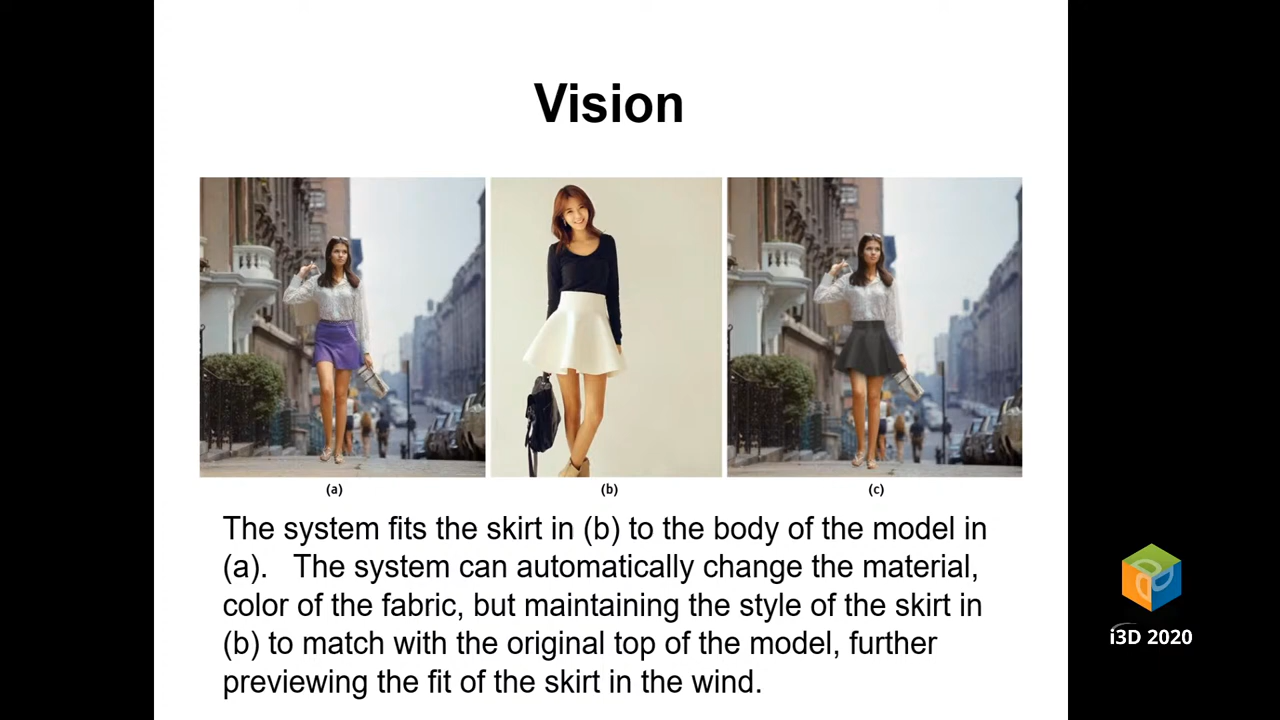 Vision
(a)
(b)
(c)
The system fits the skirt in (b) to the body of the model in
(a). The system can automatically change the material,
color of the fabric, but maintaining the style of the skirt in
(b) to match with the original top of the model, further
previewing the fit of the skirt in the wind.
i3D 2020